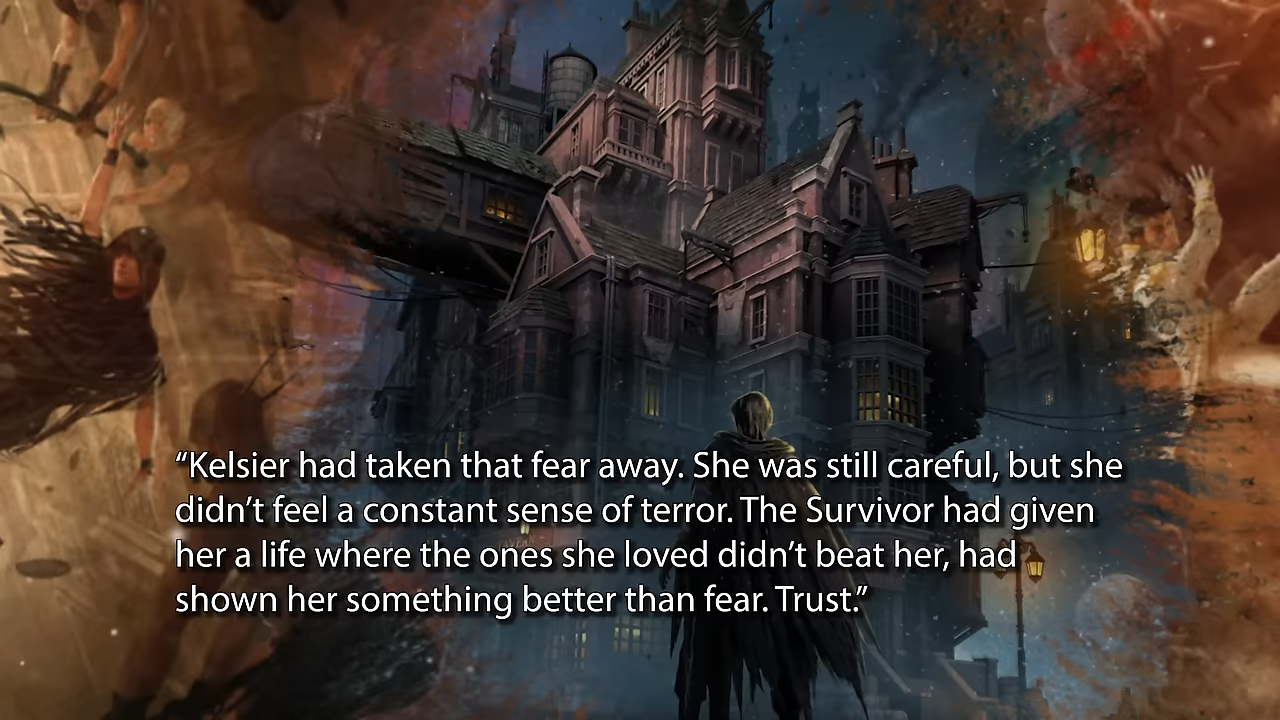 “Kelsier had taken that fear away. She was still careful, but she
didn’t feel a constant sense of terror. The Survivor had given
her a life where the ones she loved didn’t beat her, had
shown her something better than fear. Trust.”
TAVERN